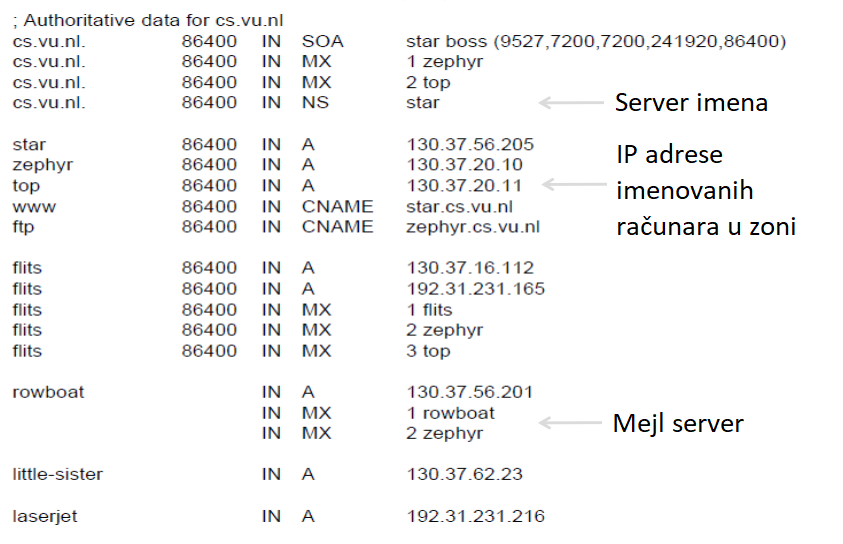 ; Authoritative data for cs.vu.nl
cs.vu.nl. 86400 IN SOA star boss (9527,7200,7200,241920,86400)
cs.vu.nl. 86400 IN MX 1 zephyr
cs.vu.nl. 86400 IN MX 2 top
cs.vu.nl. 86400 IN NS star
Server imena
star 86400 IN A 130.37.56.205
zephyr 86400 IN A 130.37.20.10
top 86400 IN A 130.37.20.11
www 86400 IN CNAME star.cs.vu.nl
ftp 86400 IN CNAME zephyr.cs.vu.nl
IP adrese
imenovanih
računara u zoni
flits 86400 IN A 130.37.16.112
flits 86400 IN A 192.31.231.165
flits 86400 IN MX 1 flits
flits 86400 IN MX 2 zephyr
flits 86400 IN MX 3 top
rowboat IN A 130.37.56.201
IN MX 1 rowboat
IN MX 2 zephyr
Mejl server
little-sister IN A 130.37.62.23
laserjet IN A 192.31.231.216